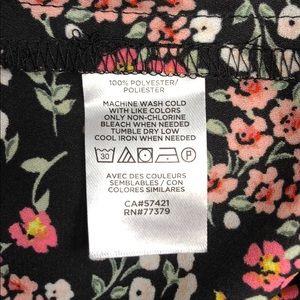 100% POLYESTER/
POLIÉSTER
MACHINE WASH COLD
WITH LIKE COLORS
ONLY NON-CHLORINE
BLEACH WHEN NEEDED
TUMBLE DRY LOW
COOL IRON WHEN NEEDED
30 P
AVEC DES COULEURS
SEMBLABLES / CON
COLORES SIMILARES
CA#57421
RN#77379